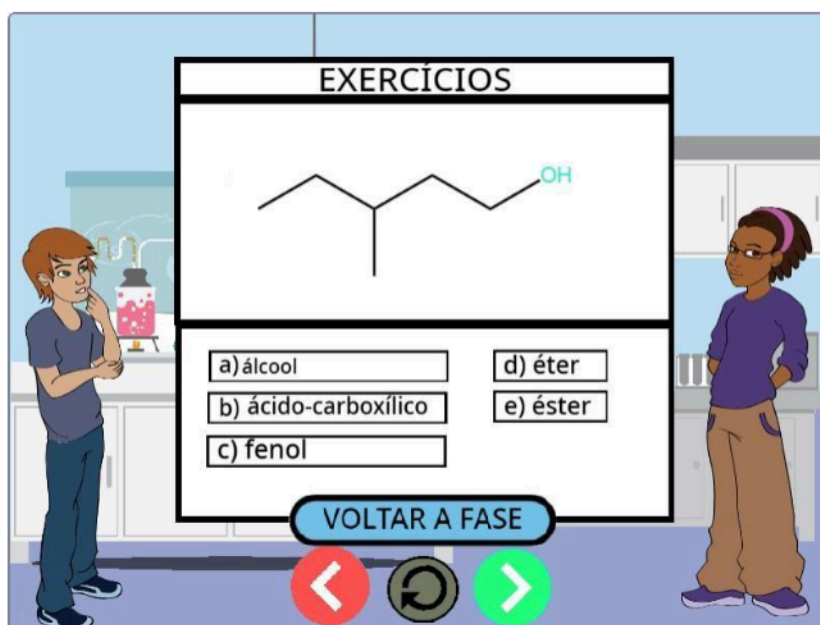 EXERCÍCIOS
OH
a) álcool
b) ácido-carboxílico
c) fenol
d) éter
e) éster
VOLTAR A FASE